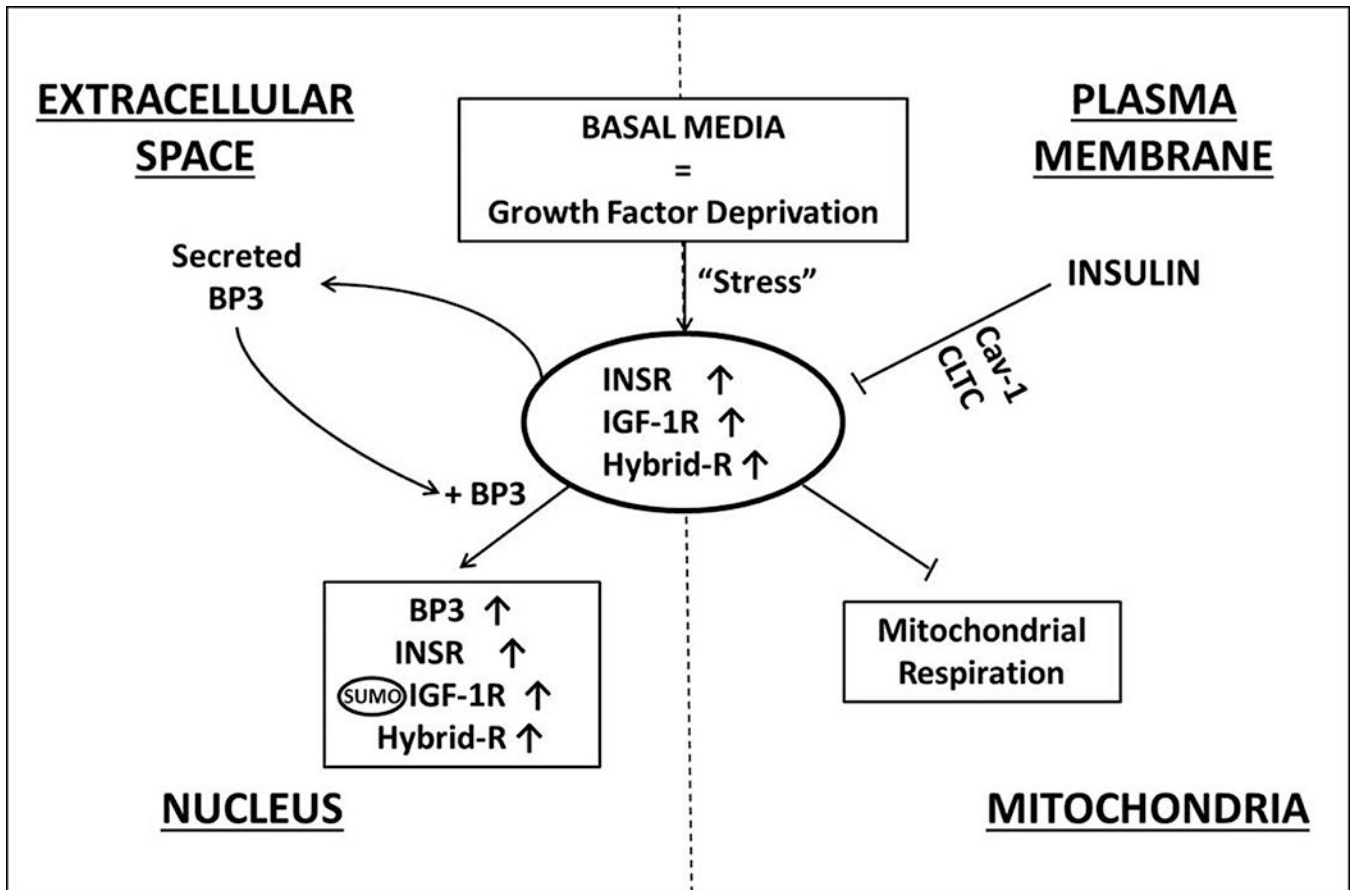 EXTRACELLULAR
SPACE
BASAL MEDIA
=
Growth Factor Deprivation
PLASMA
MEMBRANE
Secreted
BP3
“Stress”
INSULIN
Cav-1
CLTC
INSR ↑
IGF-1R ↑
Hybrid-R ↑
+ BP3
BP3 ↑
INSR ↑
SUMO IGF-1R ↑
Hybrid-R ↑
Mitochondrial
Respiration
NUCLEUS
MITOCHONDRIA